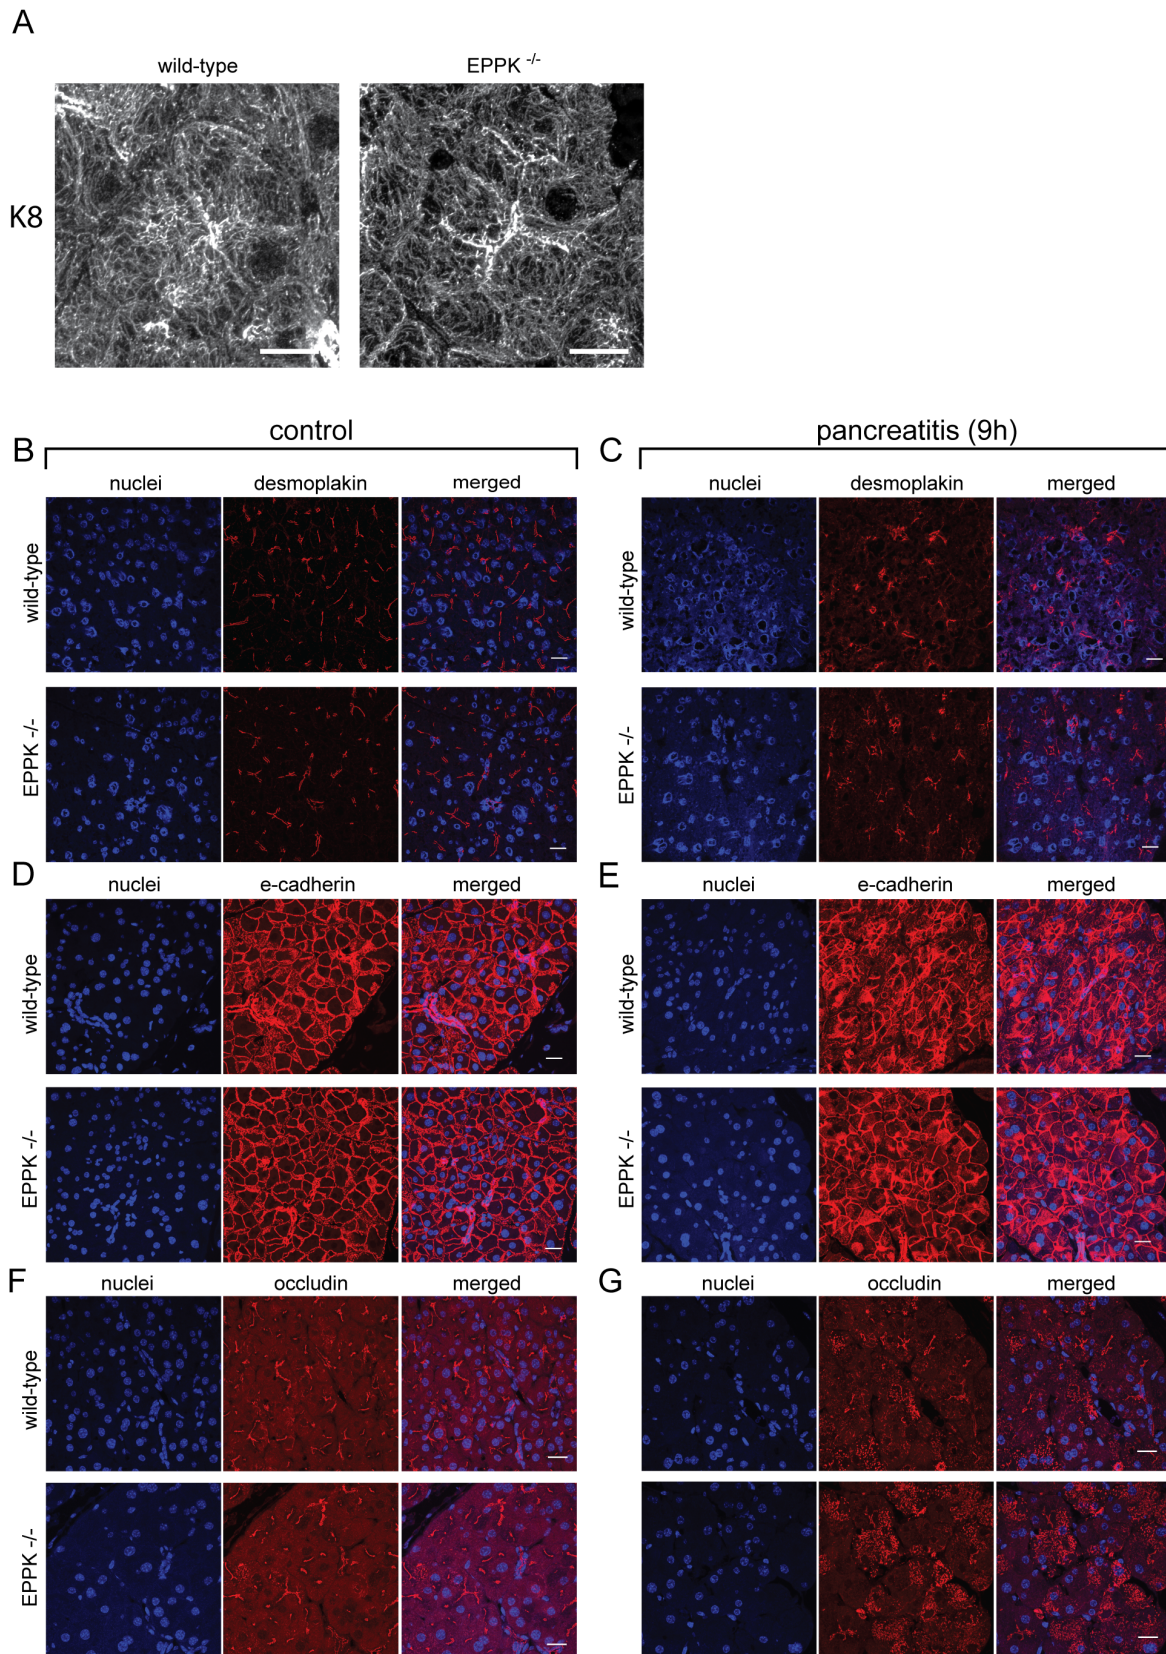 A
wild-type EPPK -/-
K8
control pancreatitis (9h)
B C
nuclei desmoplakin merged nuclei desmoplakin merged
wild-type wild-type
EPPK -/- EPPK -/-
D E
nuclei e-cadherin merged nuclei e-cadherin merged
wild-type wild-type
EPPK -/- EPPK -/-
F G
nuclei occludin merged nuclei occludin merged
wild-type
EPPK -/-